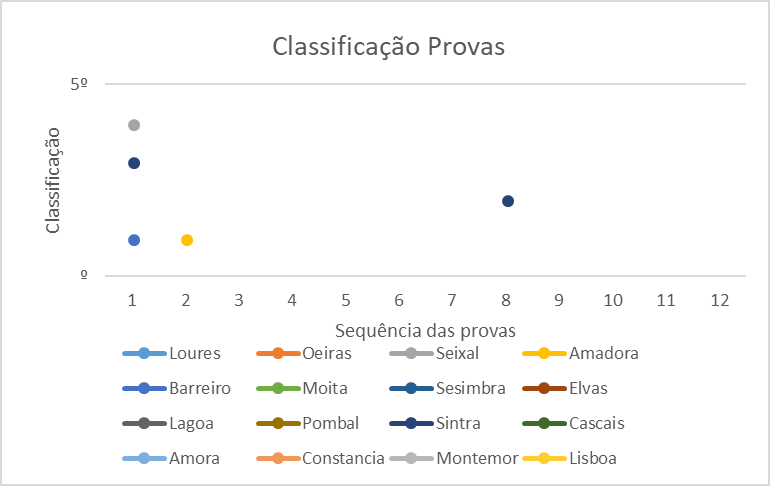 Classificação Provas
5º
Classificação
º
1 2 3 4 5 6 7 8 9 10 11 12
Sequência das provas
Loures Oeiras Seixal Amadora
Barreiro Moita Sesimbra Elvas
Lagoa Pombal Sintra Cascais
Amora Constancia Montemor Lisboa